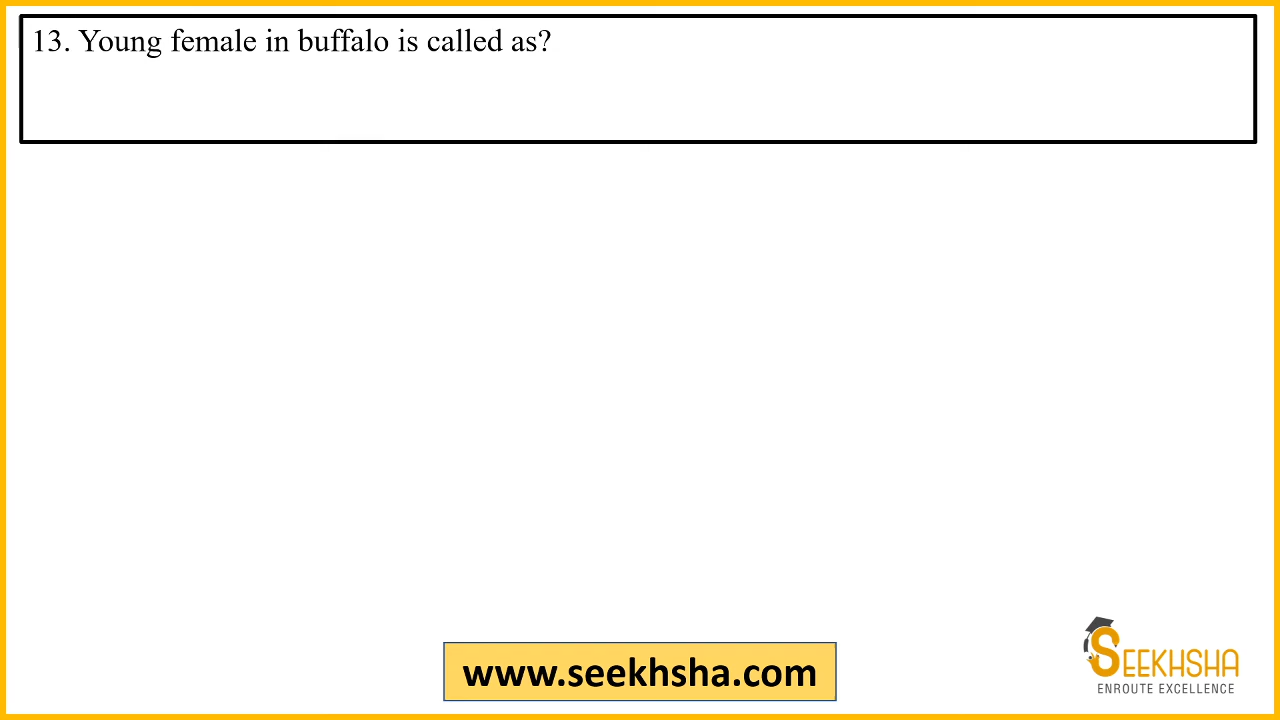 13. Young female in buffalo is called as?
www.seekhsha.com
SEEKHSHA
ENROUTE EXCELLENCE